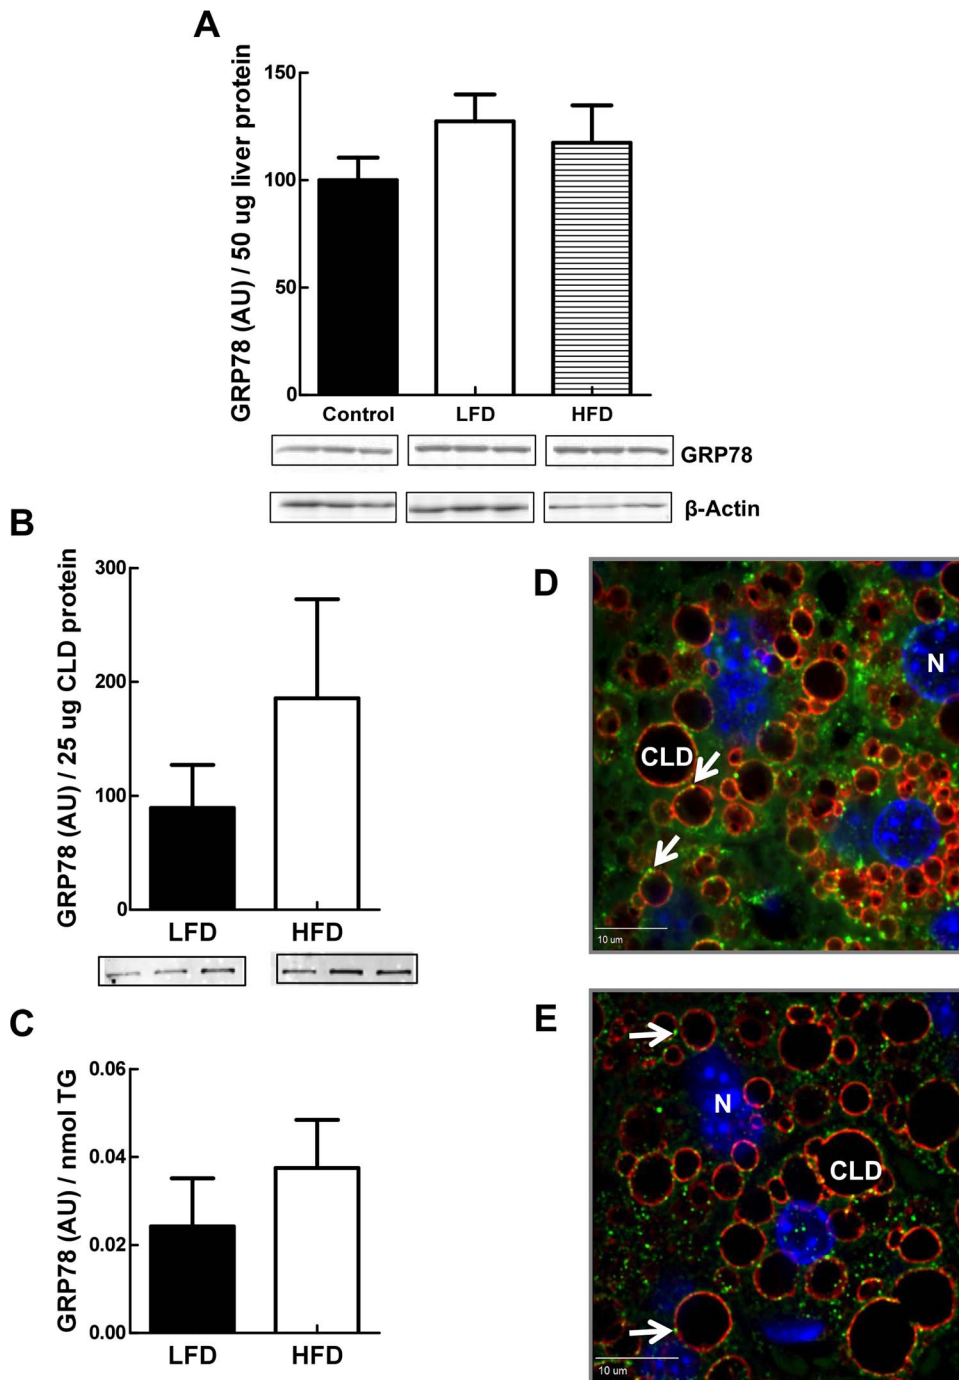 A
GRP78 (AU) / 50 ug liver protein
150
100
50
0
Control LFD HFD
GRP78
β-Actin
B
GRP78 (AU) / 25 ug CLD protein
300
200
100
0
LFD HFD
C
GRP78 (AU) / nmol TG
0.06
0.04
0.02
0.00
LFD HFD
D
N
CLD
10 um
E
N
CLD
10 um